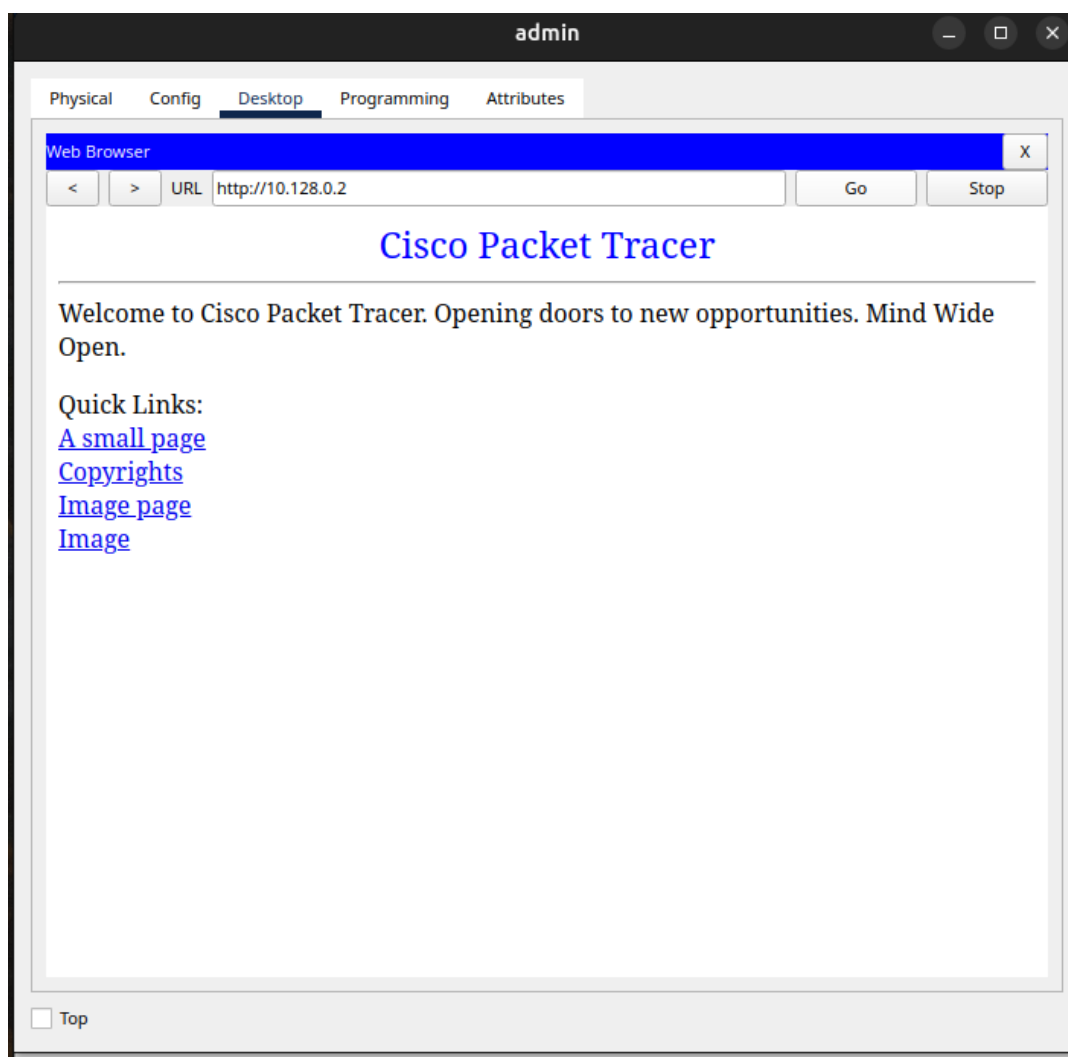 admin
Physical Config Desktop Programming Attributes
Web Browser X
< > URL http://10.128.0.2 Go Stop
Cisco Packet Tracer
Welcome to Cisco Packet Tracer. Opening doors to new opportunities. Mind Wide
Open.
Quick Links:
A small page
Copyrights
Image page
Image
Top